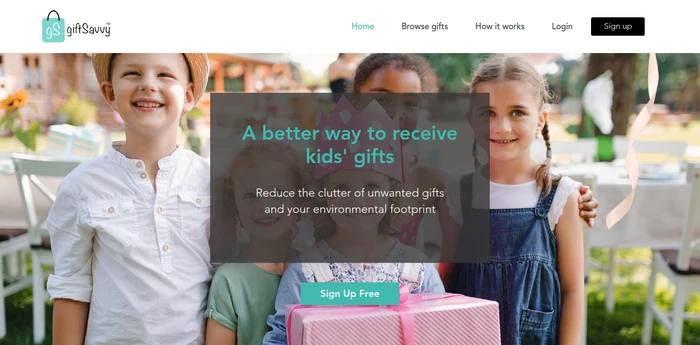 gS giftSavvy
Home Browse gifts How it works Login Sign up
A better way to receive
kids' gifts
Reduce the clutter of unwanted gifts
and your environmental footprint
Sign Up Free